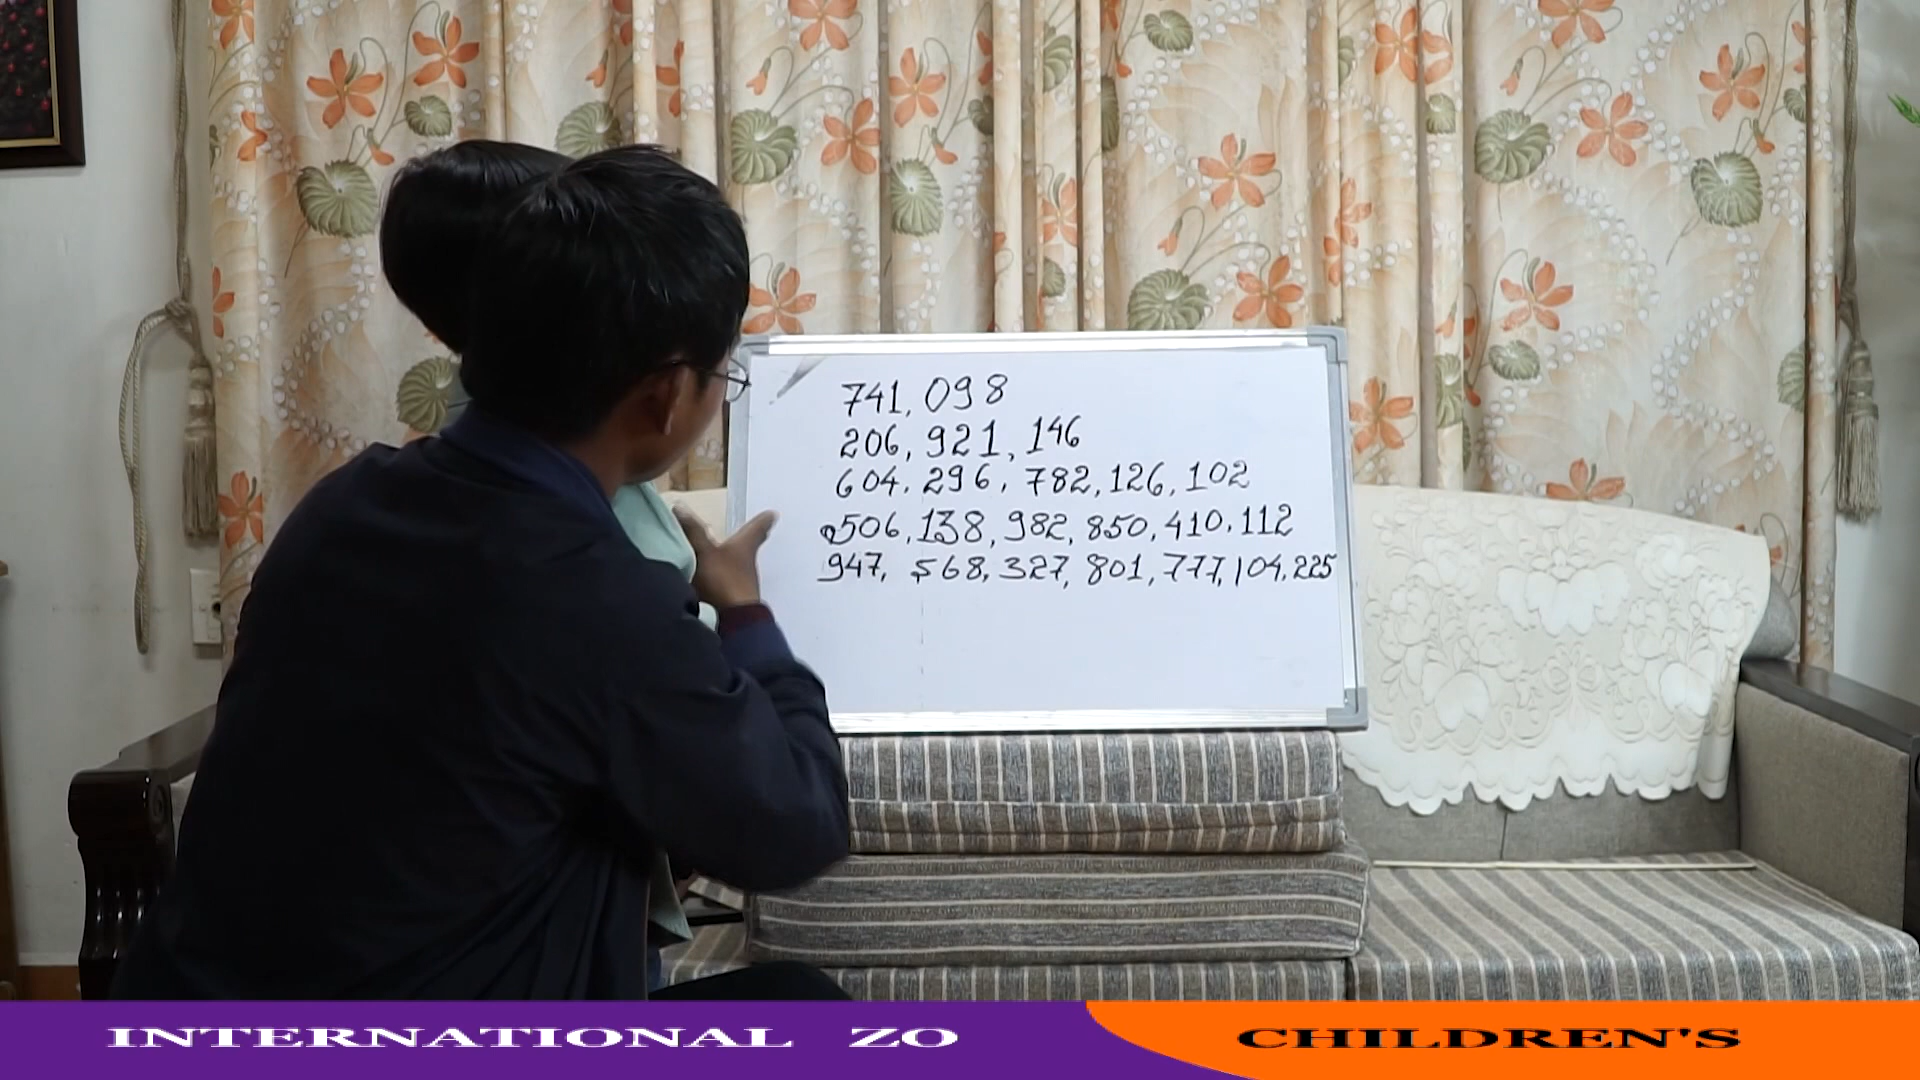 741, 098
206, 921, 146
604, 296, 782, 126, 102
506, 138, 982, 850, 410, 112
947, 568, 327, 801, 777, 104, 225
INTERNATIONAL ZO CHILDREN'S